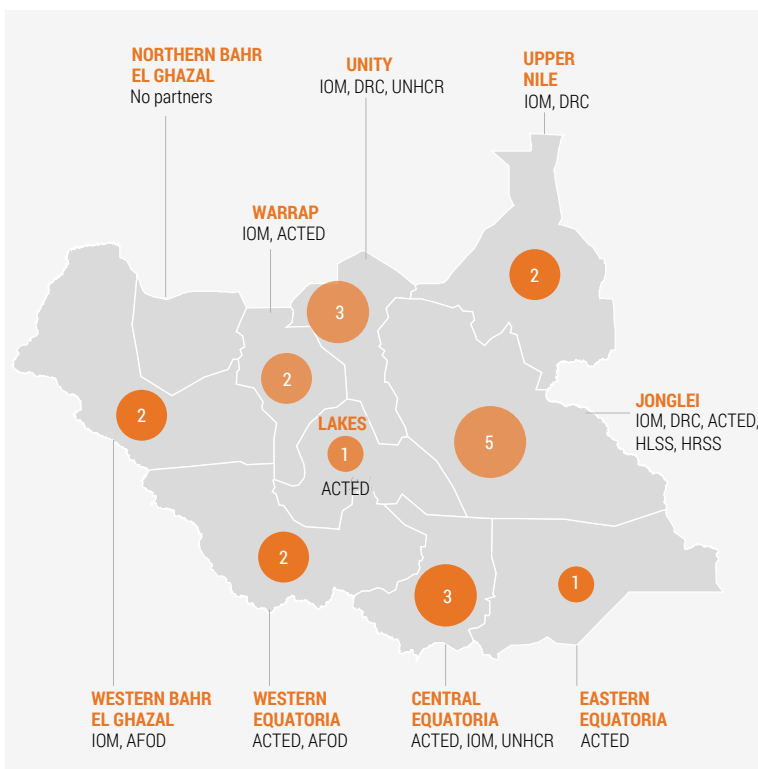 NORTHERN BAHR
EL GHAZAL
No partners
UNITY
IOM, DRC, UNHCR
UPPER
NILE
IOM, DRC
WARRAP
IOM, ACTED
2
3
2
2
JONGLEI
IOM, DRC, ACTED,
HLSS, HRSS
5
LAKES
1
ACTED
2
3
1
WESTERN BAHR
EL GHAZAL
IOM, AFOD
WESTERN
EQUATORIA
ACTED, AFOD
CENTRAL
EQUATORIA
ACTED, IOM, UNHCR
EASTERN
EQUATORIA
ACTED